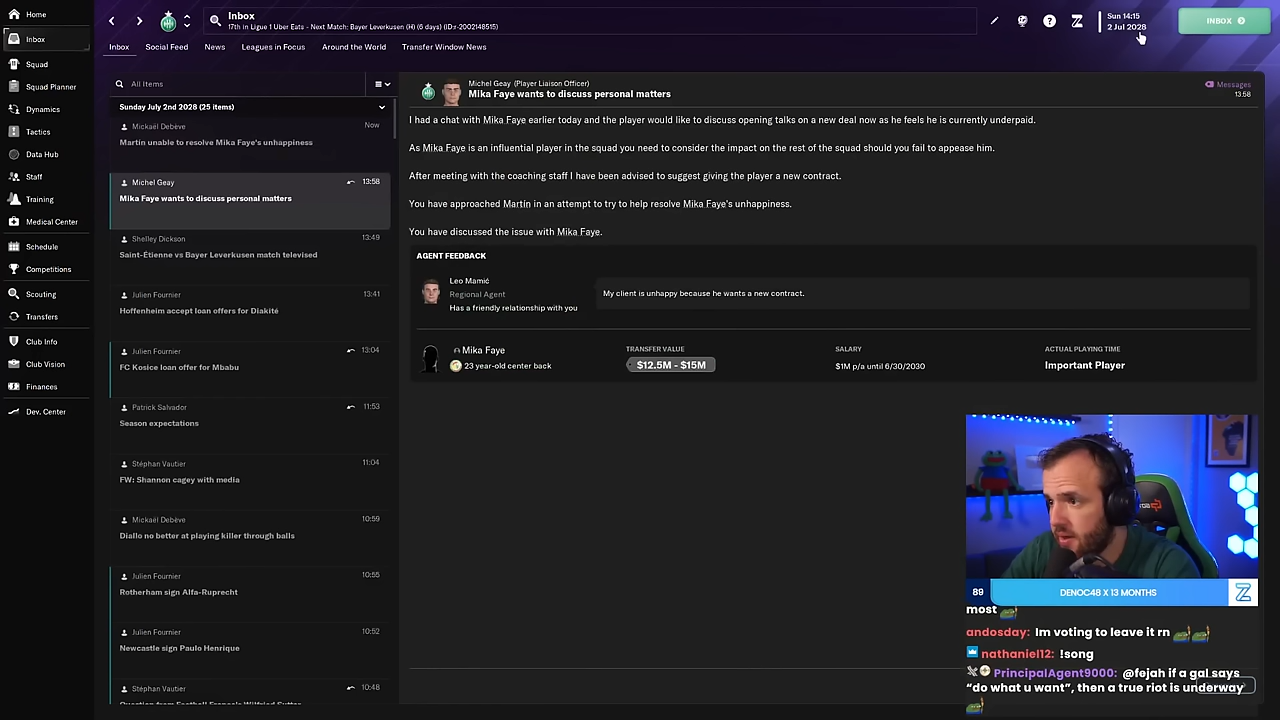 Home
Inbox
Squad
Squad Planner
Dynamics
Tactics
Data Hub
Staff
Training
Medical Center
Schedule
Competitions
Scouting
Transfers
Club Info
Club Vision
Finances
Dev. Center
Inbox
17th in Ligue 1 Uber Eats - Next Match: Bayer Leverkusen (H) (6 days) (ID:r-2002148515)
Sun 14:15
2 Jul 2028
INBOX
Inbox
Social Feed
News
Leagues in Focus
Around the World
Transfer Window News
All Items
Sunday July 2nd 2028 (25 items)
Mickaël Debève
Now
Martin unable to resolve Mika Faye's unhappiness
Michel Geay
13:58
Mika Faye wants to discuss personal matters
Shelley Dickson
13:49
Saint-Étienne vs Bayer Leverkusen match televised
Julien Fournier
13:41
Hoffenheim accept loan offers for Diakité
Julien Fournier
13:04
FC Kosice loan offer for Mbabu
Patrick Salvador
11:53
Season expectations
Stéphan Vautier
11:04
FW: Shannon cagey with media
Mickaël Debève
10:59
Diallo no better at playing killer through balls
Julien Fournier
10:55
Rotherham sign Alfa-Ruprecht
Julien Fournier
10:52
Newcastle sign Paulo Henrique
Stéphan Vautier
10:48
Michel Geay (Player Liaison Officer)
Mika Faye wants to discuss personal matters
Messages
13:58
I had a chat with Mika Faye earlier today and the player would like to discuss opening talks on a new deal now as he feels he is currently underpaid.
As Mika Faye is an influential player in the squad you need to consider the impact on the rest of the squad should you fail to appease him.
After meeting with the coaching staff I have been advised to suggest giving the player a new contract.
You have approached Martin in an attempt to try to help resolve Mika Faye's unhappiness.
You have discussed the issue with Mika Faye.
AGENT FEEDBACK
Leo Mamić
Regional Agent
Has a friendly relationship with you
My client is unhappy because he wants a new contract.
Mika Faye
23 year-old center back
TRANSFER VALUE
$12.5M - $15M
SALARY
$1M p/a until 6/30/2030
ACTUAL PLAYING TIME
Important Player
89
DENOC48 X 13 MONTHS
most
andosday: Im voting to leave it rn
nathaniel12: !song
PrincipalAgent9000: @fejah if a gal says
“do what u want”, then a true riot is underway